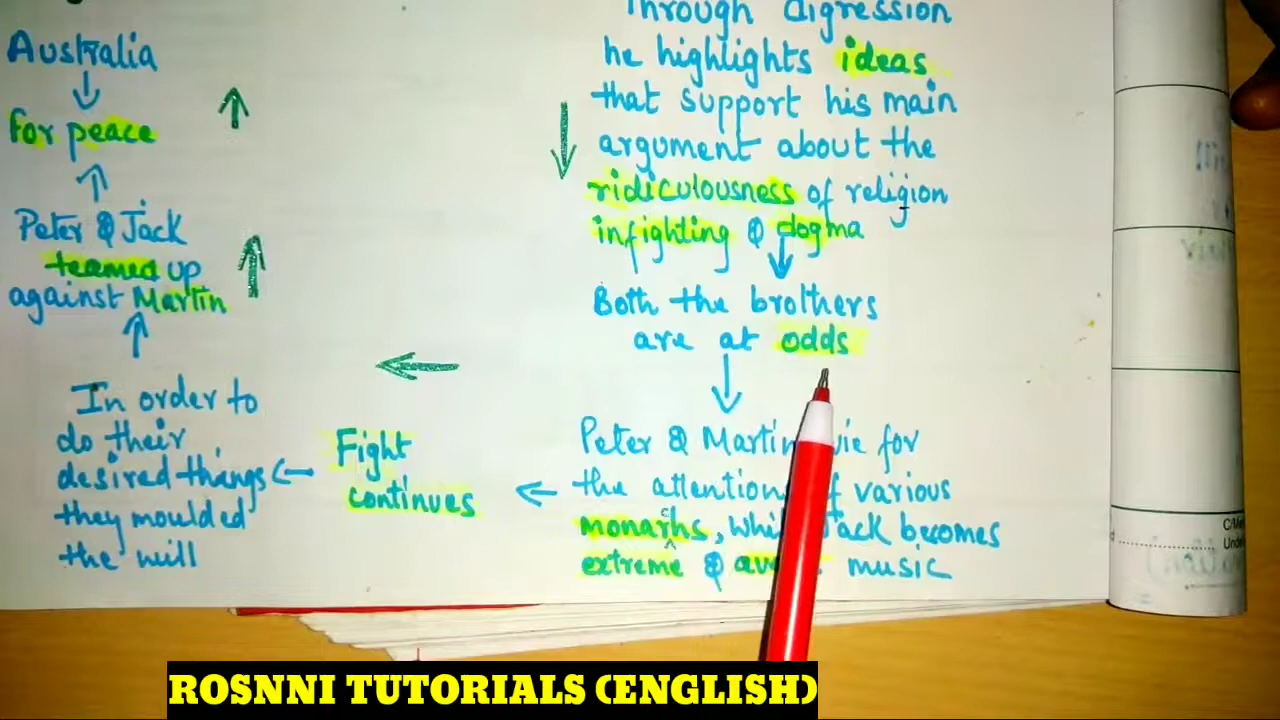 Through digression
he highlights ideas
that support his main
argument about the
ridiculousness of religion
infighting & dogma
Both the brothers
are at odds
Peter & Martin vie for
the attention of various
monarhs, while Jack becomes
c
extreme & music
Fight
continues
In order to
do their
desired things
they moulded
the will
Peter & Jack
teamed up
against Martin
For peace
Australia
C/M
Unde
ROSNNI TUTORIALS (ENGLISH)